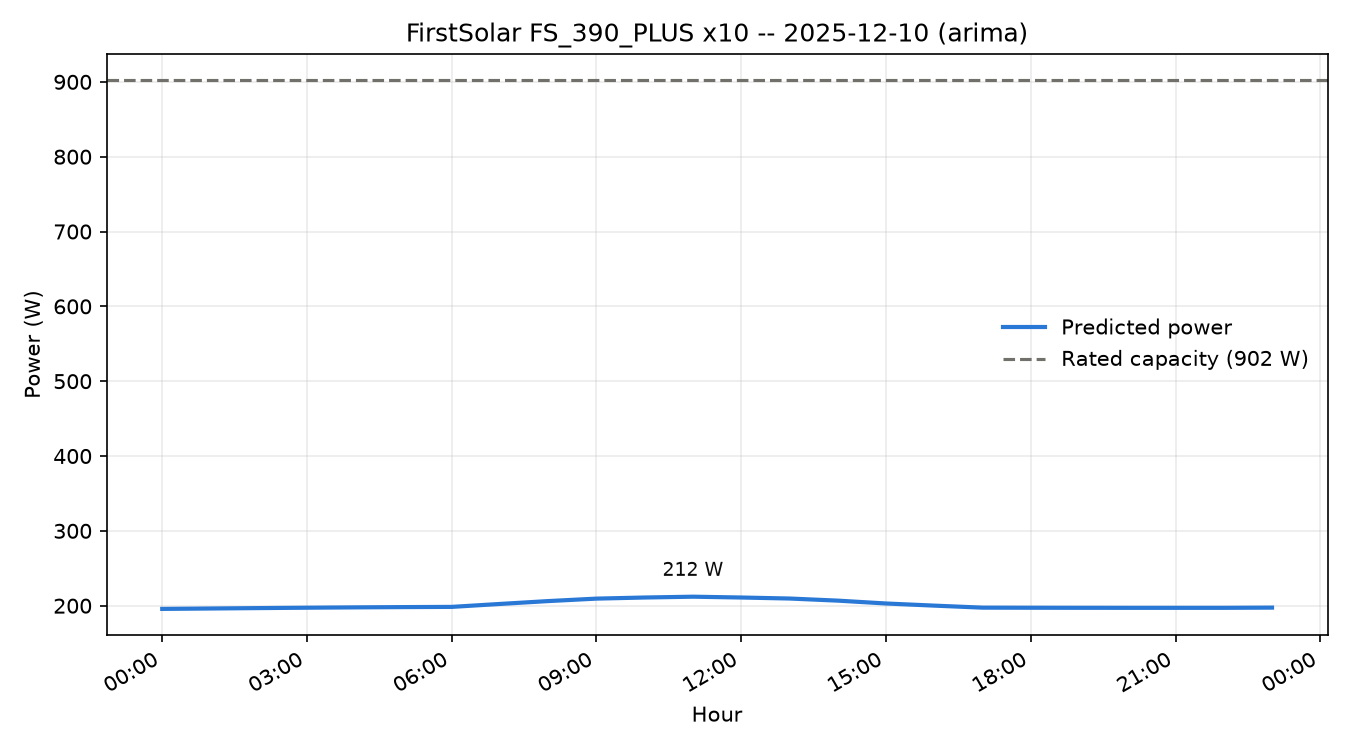 FirstSolar FS_390_PLUS x10 -- 2025-12-10 (arima)
Power (W)
900
800
700
600
500
400
300
200
Predicted power
Rated capacity (902 W)
212 W
00:00
03:00
06:00
09:00
12:00
15:00
18:00
21:00
00:00
Hour